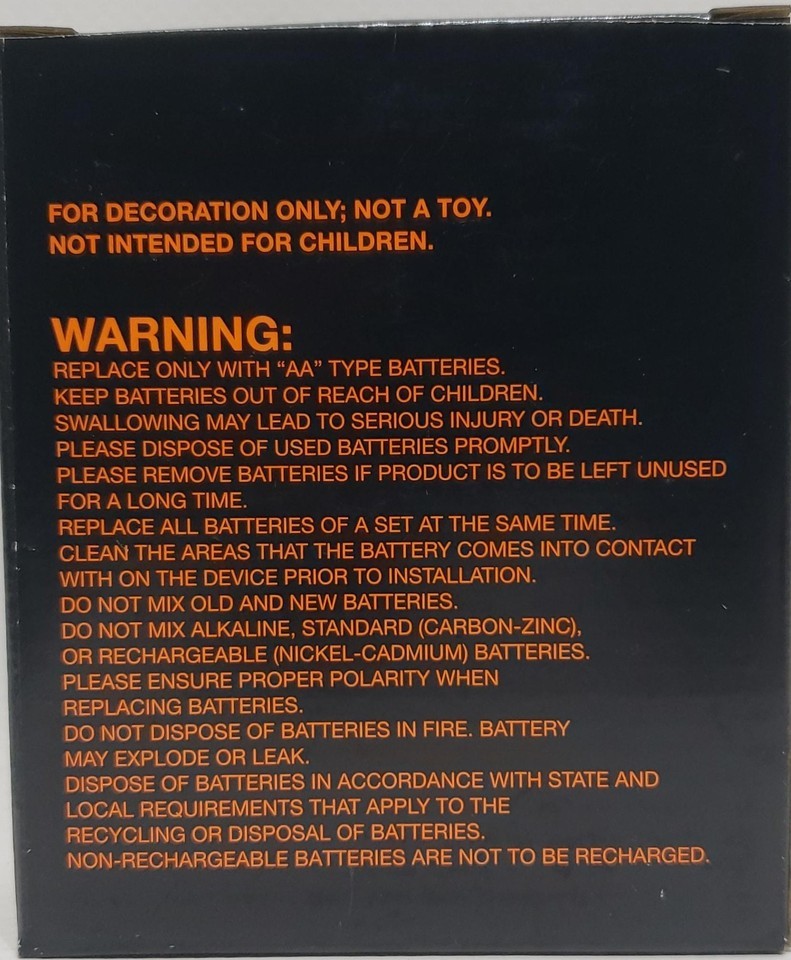 FOR DECORATION ONLY; NOT A TOY.
NOT INTENDED FOR CHILDREN.
WARNING:
REPLACE ONLY WITH “AA” TYPE BATTERIES.
KEEP BATTERIES OUT OF REACH OF CHILDREN.
SWALLOWING MAY LEAD TO SERIOUS INJURY OR DEATH.
PLEASE DISPOSE OF USED BATTERIES PROMPTLY.
PLEASE REMOVE BATTERIES IF PRODUCT IS TO BE LEFT UNUSED
FOR A LONG TIME.
REPLACE ALL BATTERIES OF A SET AT THE SAME TIME.
CLEAN THE AREAS THAT THE BATTERY COMES INTO CONTACT
WITH ON THE DEVICE PRIOR TO INSTALLATION.
DO NOT MIX OLD AND NEW BATTERIES.
DO NOT MIX ALKALINE, STANDARD (CARBON-ZINC),
OR RECHARGEABLE (NICKEL-CADMIUM) BATTERIES.
PLEASE ENSURE PROPER POLARITY WHEN
REPLACING BATTERIES.
DO NOT DISPOSE OF BATTERIES IN FIRE. BATTERY
MAY EXPLODE OR LEAK.
DISPOSE OF BATTERIES IN ACCORDANCE WITH STATE AND
LOCAL REQUIREMENTS THAT APPLY TO THE
RECYCLING OR DISPOSAL OF BATTERIES.
NON-RECHARGEABLE BATTERIES ARE NOT TO BE RECHARGED.